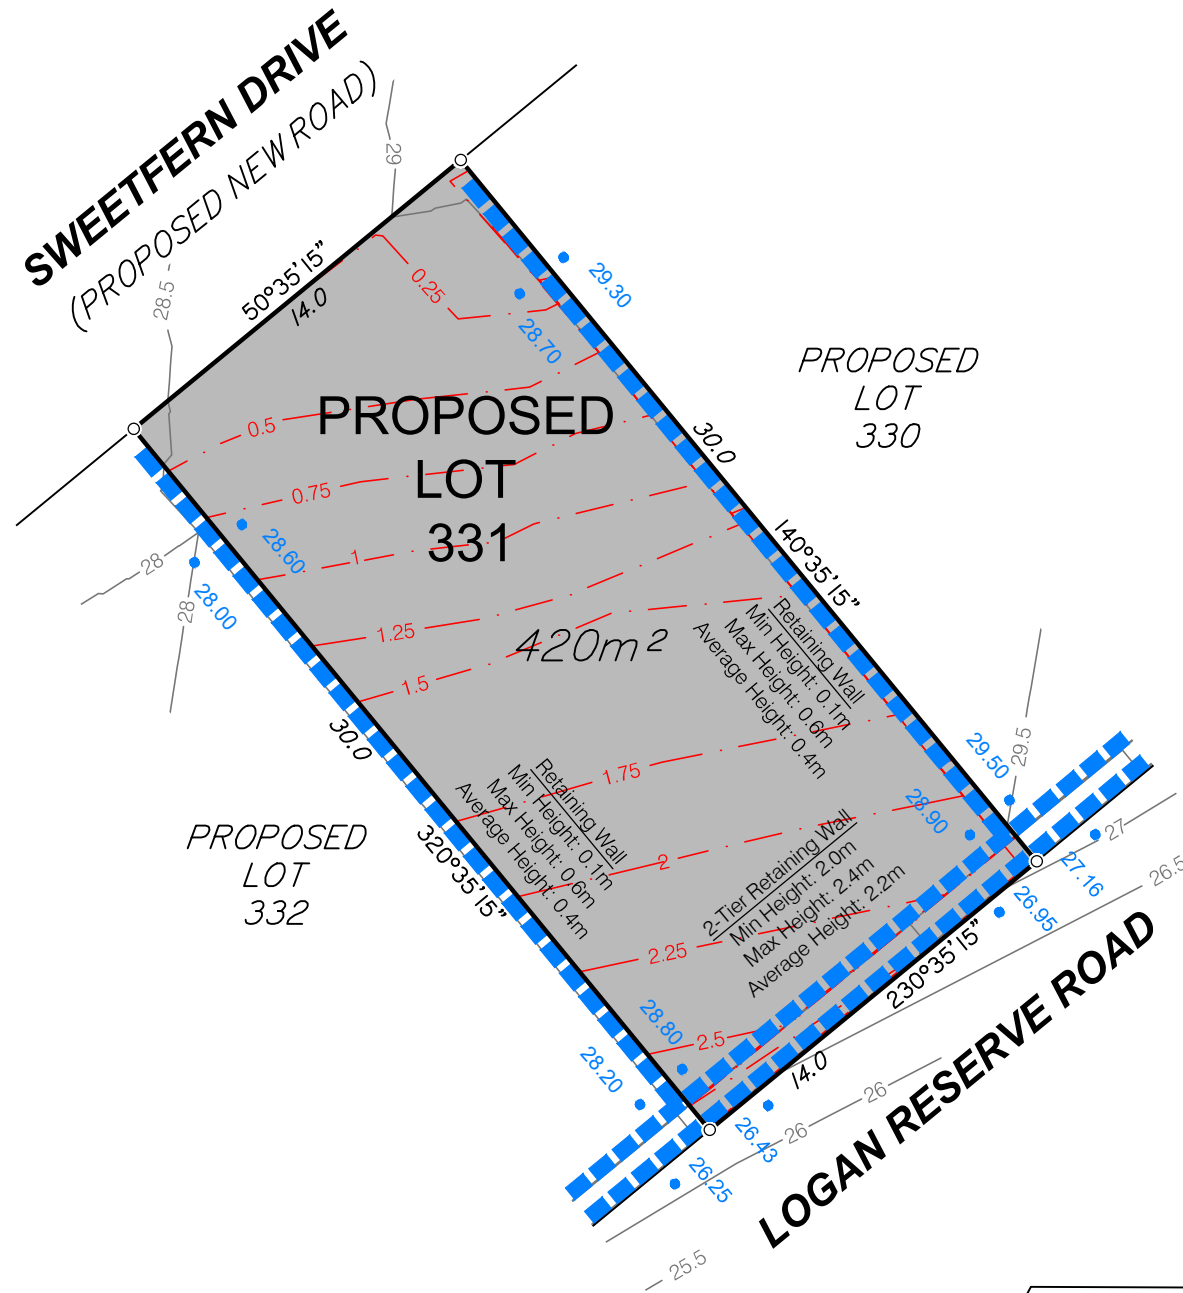 SWEETFERN DRIVE
(PROPOSED NEW ROAD)
29
28.5
50°35'15"
14.0
0.25
29.30
28.70
PROPOSED
LOT
330
PROPOSED
LOT
331
0.5
0.75
1
1.25
1.5
1.75
2
2.25
2.5
30.0
140°35'15"
28.60
28.00
28
28
420m²
Retaining Wall
Min Height: 0.1m
Max Height: 0.6m
Average Height: 0.4m
30.0
320°35'15"
Retaining Wall
Min Height: 0.1m
Max Height: 0.6m
Average Height: 0.4m
PROPOSED
LOT
332
2-Tier Retaining Wall
Min Height: 2.0m
Max Height: 2.4m
Average Height: 2.2m
29.50
29.5
28.90
27
27.16
26.5
26.95
230°35'15"
14.0
28.80
28.20
26
26
26.43
26.25
25.5
LOGAN RESERVE ROAD